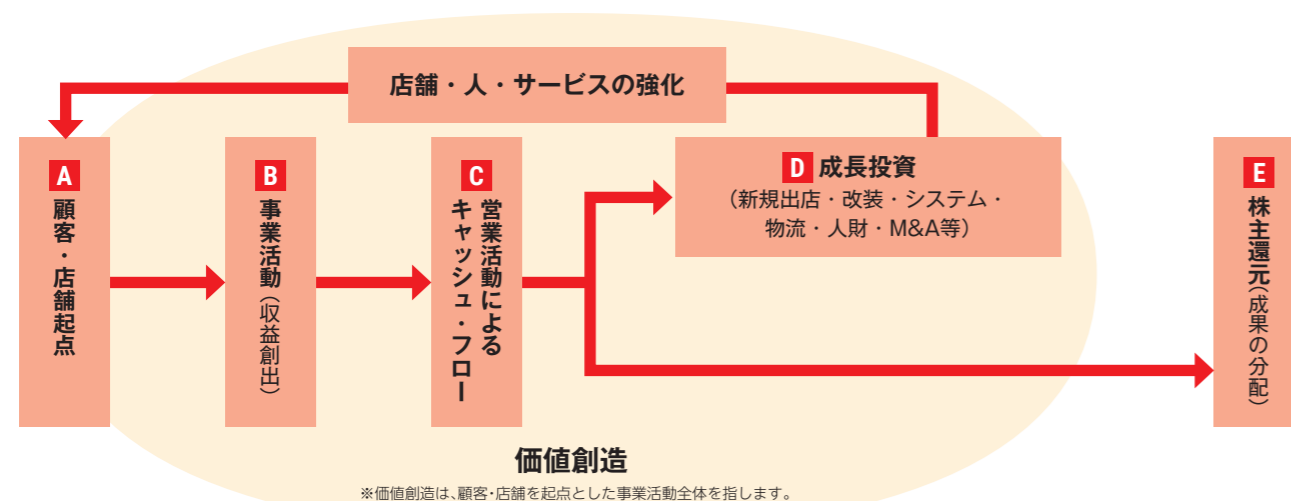 店舗・人・サービスの強化
A
顧客・店舗起点
B
事業活動（収益創出）
C
営業活動による
キャッシュ・フロー
D 成長投資
（新規出店・改装・システム・
物流・人財・M&A等）
E
株主還元（成果の分配）
価値創造
※価値創造は、顧客・店舗を起点とした事業活動全体を指します。